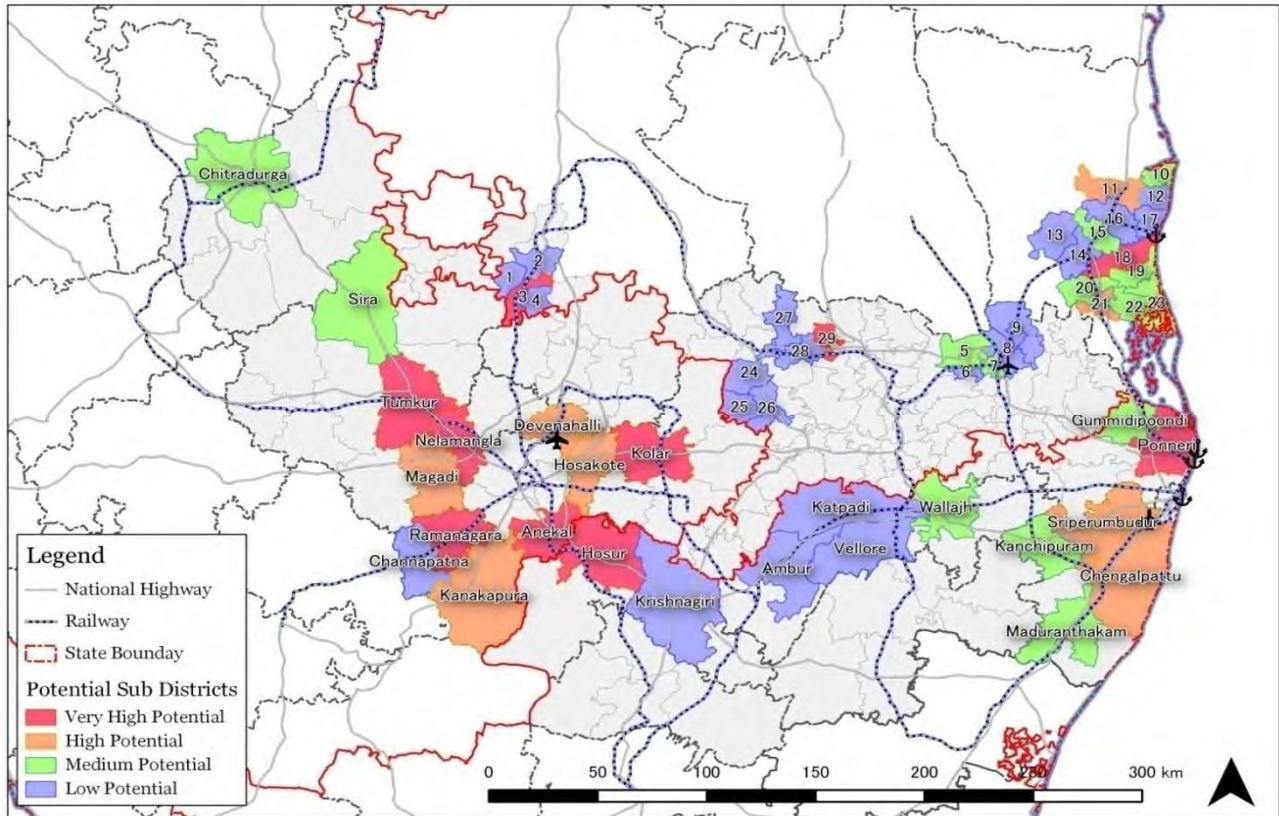 10
11
12
Chitradurga
16
17
13
15
2
14
18
1
19
Sira
3
4
20
21
22
23
27
9
29
28
5
8
7
6
24
25
26
Tumkur
Gummidipoondi
Devenahalli
Nelamangla
Ponneri
Kolar
Hosakote
Magadi
Katpadi
Wallajh
Sriperumbudur
Anekal
Ramanagara
Kanchipuram
Vellore
Hosur
Channapatna
Ambur
Chengalpattu
Kanakapura
Krishnagiri
Maduranthakam
Legend
National Highway
Railway
State Bounday
Potential Sub Districts
Very High Potential
High Potential
Medium Potential
Low Potential
0 50 100 150 200 250 300 km